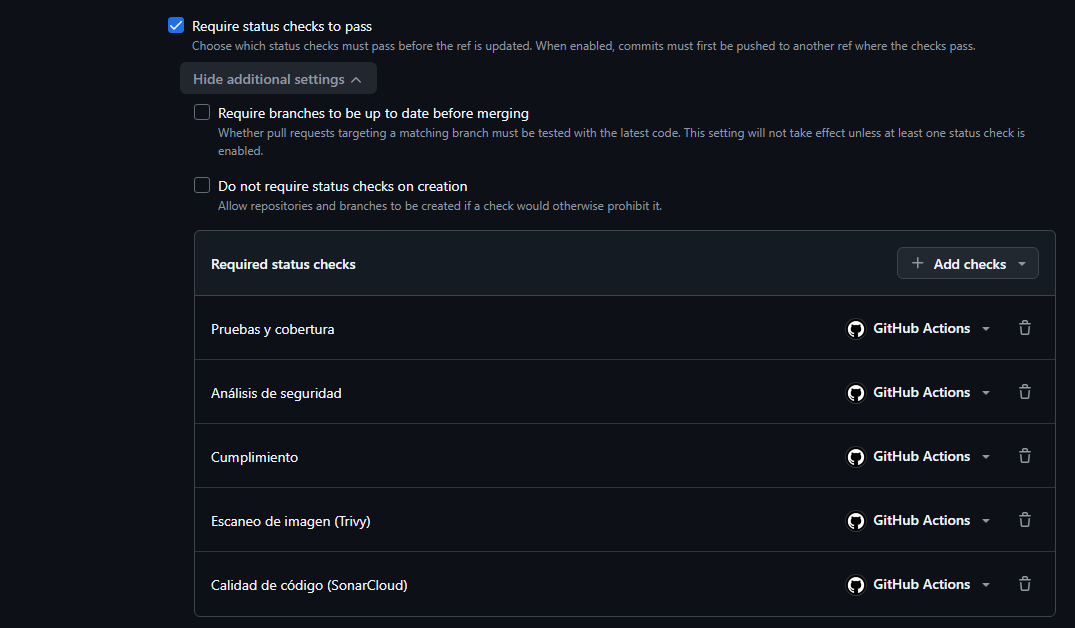 Require status checks to pass
Choose which status checks must pass before the ref is updated. When enabled, commits must first be pushed to another ref where the checks pass.
Hide additional settings
Require branches to be up to date before merging
Whether pull requests targeting a matching branch must be tested with the latest code. This setting will not take effect unless at least one status check is
enabled.
Do not require status checks on creation
Allow repositories and branches to be created if a check would otherwise prohibit it.
Required status checks
Add checks
Pruebas y cobertura
GitHub Actions
Análisis de seguridad
GitHub Actions
Cumplimiento
GitHub Actions
Escaneo de imagen (Trivy)
GitHub Actions
Calidad de código (SonarCloud)
GitHub Actions